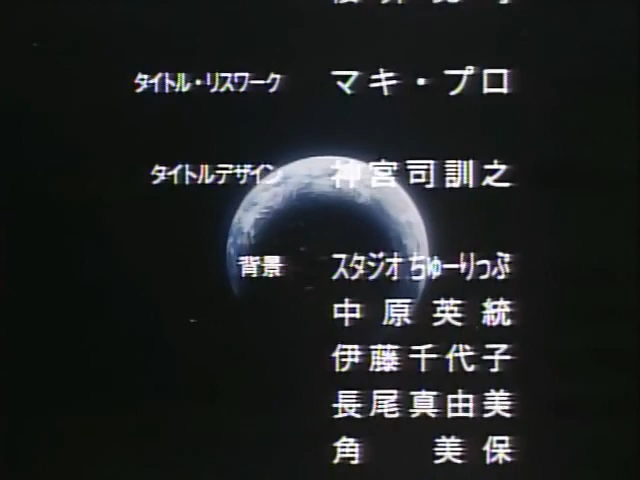 タイトル・リスワーク マキ・プロ
タイトルデザイン 神宮司訓之
背景 スタジオちゅーりっぷ
中原英統
伊藤千代子
長尾真由美
角 美保